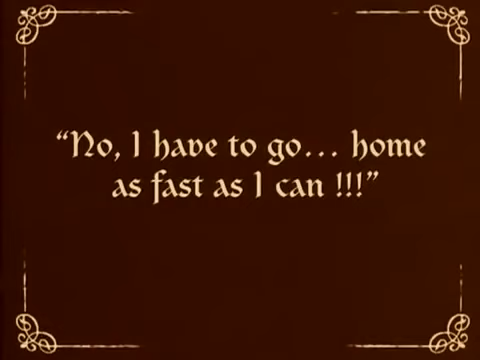 “No, I have to go... home
as fast as I can !!!”